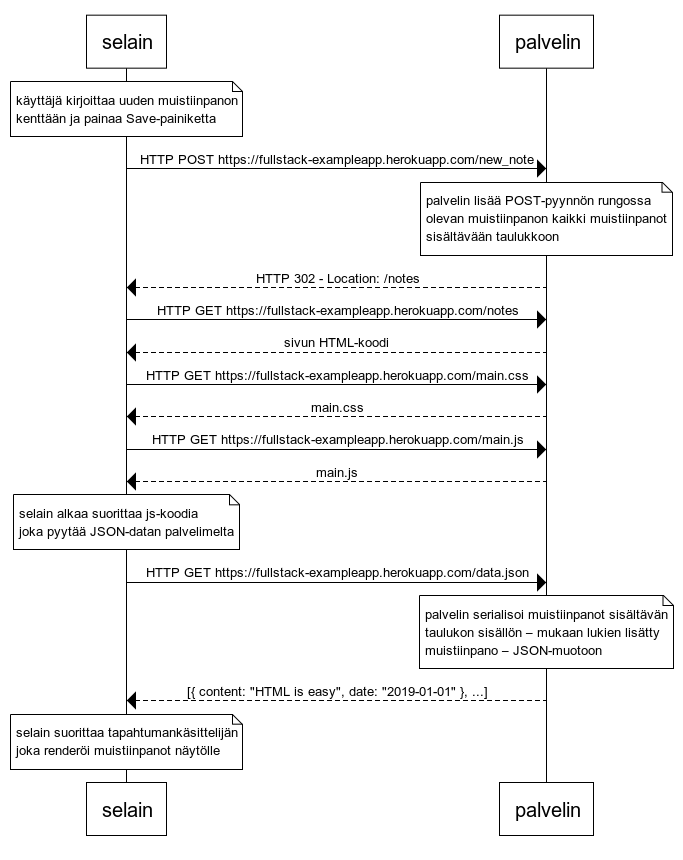 selain palvelin
käyttäjä kirjoittaa uuden muistiinpanon
kenttään ja painaa Save-painiketta
HTTP POST https://fullstack-exampleapp.herokuapp.com/new_note
palvelin lisää POST-pyynnön rungossa
olevan muistiinpanon kaikki muistiinpanot
sisältävään taulukkoon
HTTP 302 - Location: /notes
HTTP GET https://fullstack-exampleapp.herokuapp.com/notes
sivun HTML-koodi
HTTP GET https://fullstack-exampleapp.herokuapp.com/main.css
main.css
HTTP GET https://fullstack-exampleapp.herokuapp.com/main.js
main.js
selain alkaa suorittaa js-koodia
joka pyytää JSON-datan palvelimelta
HTTP GET https://fullstack-exampleapp.herokuapp.com/data.json
palvelin serialisoi muistiinpanot sisältävän
taulukon sisällön – mukaan lukien lisätty
muistiinpano – JSON-muotoon
[{ content: "HTML is easy", date: "2019-01-01" }, ...]
selain suorittaa tapahtumankäsittelijän
joka renderöi muistiinpanot näytölle
selain palvelin